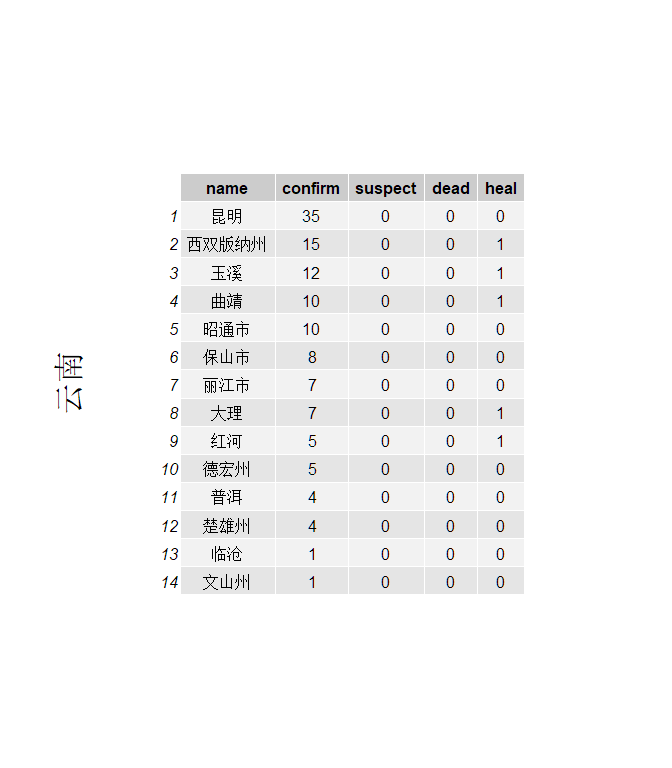 云南
name confirm suspect dead heal
1 昆明 35 0 0 0
2 西双版纳州 15 0 0 1
3 玉溪 12 0 0 1
4 曲靖 10 0 0 1
5 昭通市 10 0 0 0
6 保山市 8 0 0 0
7 丽江市 7 0 0 0
8 大理 7 0 0 1
9 红河 5 0 0 1
10 德宏州 5 0 0 0
11 普洱 4 0 0 0
12 楚雄州 4 0 0 0
13 临沧 1 0 0 0
14 文山州 1 0 0 0